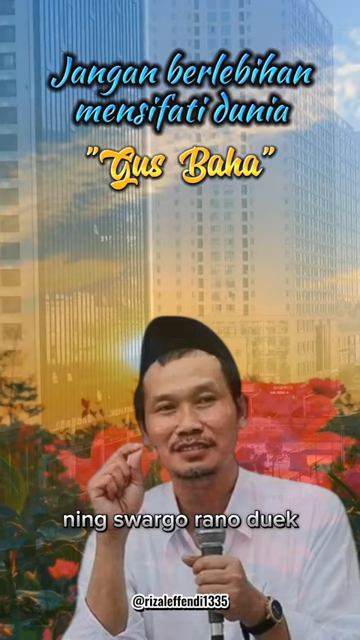 Jangan berlebihan
mensifati dunia
"Gus Baha"
ning swargo rano duek
@rizaleffendi1335